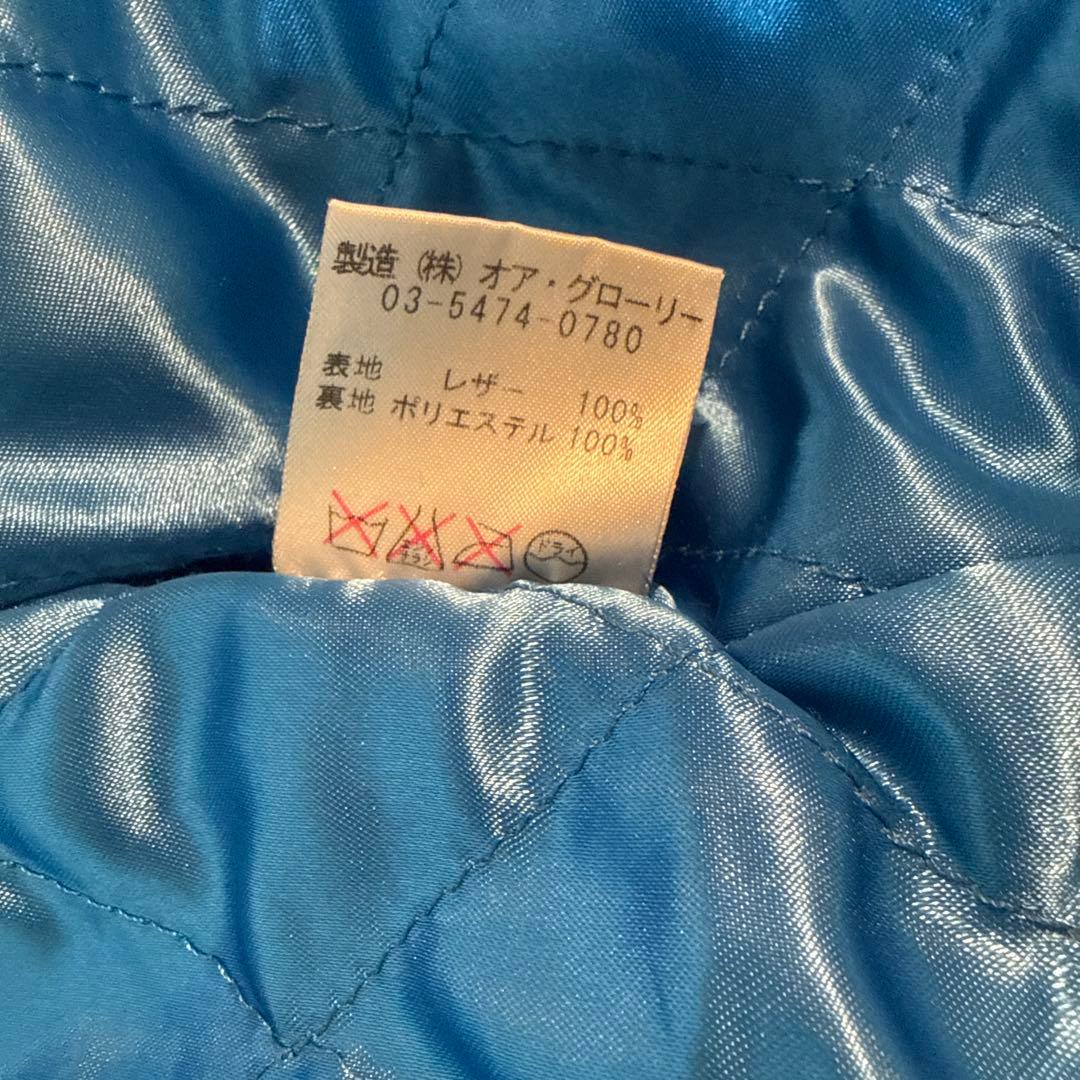 製造 (株) オア・グローリー
03-5474-0780
表地 レザー 100%
裏地 ポリエステル 100%
ドライ